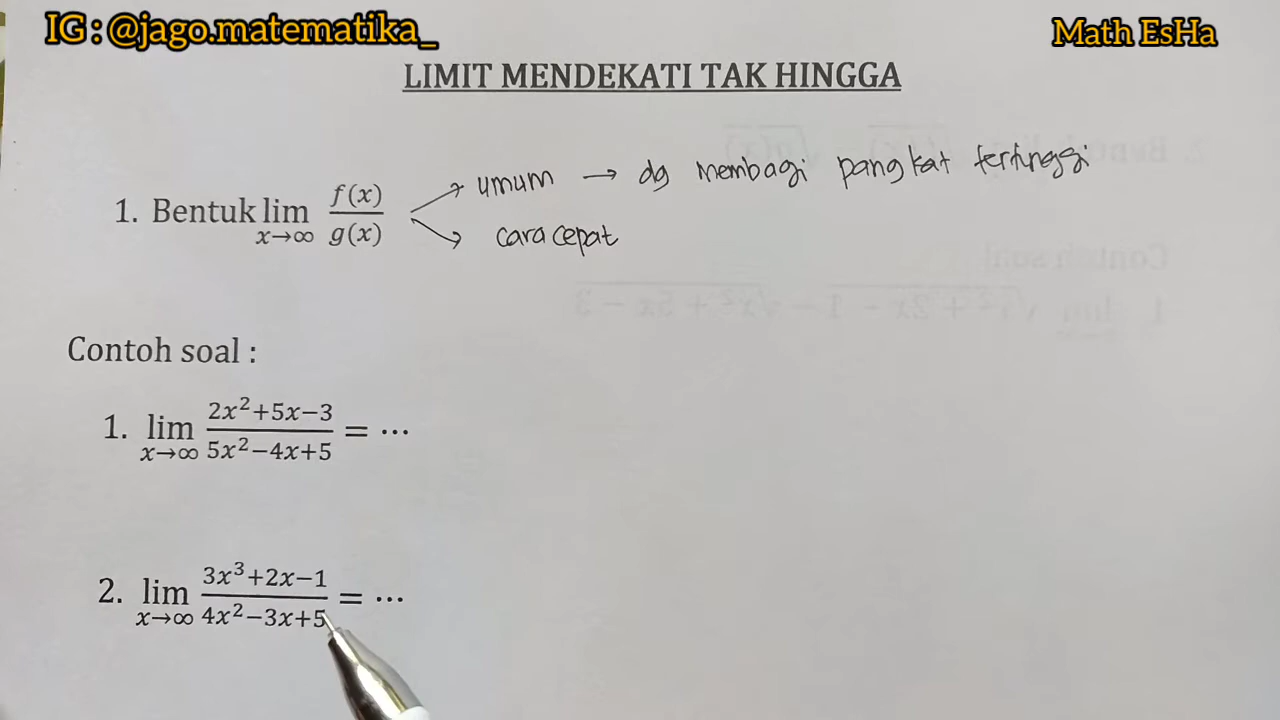 IG : @jago.matematika_
Math EsHa
LIMIT MENDEKATI TAK HINGGA
1. Bentuk lim x→∞ f(x)/g(x)
umum → dg membagi pangkat tertinggi
cara cepat
Contoh soal :
1. lim x→∞ (2x²+5x−3)/(5x²−4x+5) = ⋯
2. lim x→∞ (3x³+2x−1)/(4x²−3x+5) = ⋯